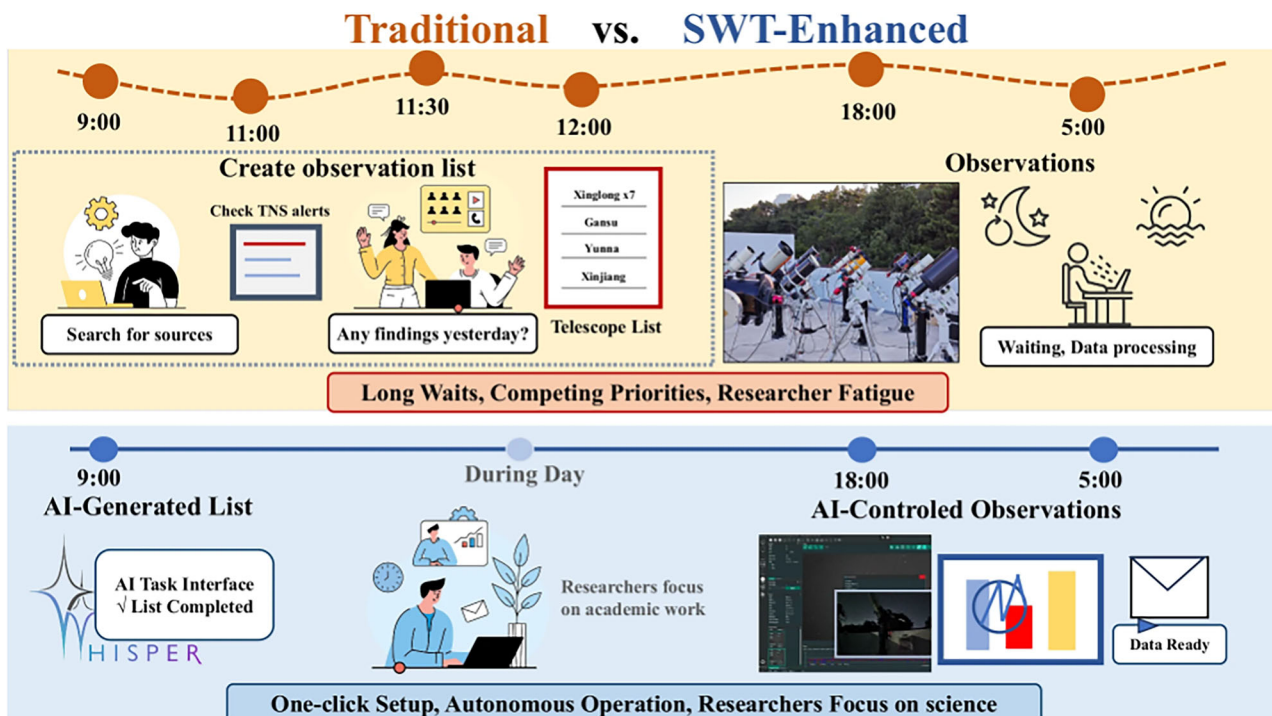 Traditional vs. SWT-Enhanced
9:00
11:00
11:30
12:00
18:00
5:00
Create observation list
Observations
Check TNS alerts
Xinglong x7
Gansu
Yunna
Xinjiang
Search for sources
Any findings yesterday?
Telescope List
Waiting, Data processing
Long Waits, Competing Priorities, Researcher Fatigue
9:00
During Day
18:00
5:00
AI-Generated List
AI-Controled Observations
AI Task Interface
√ List Completed
WHISPER
Researchers focus
on academic work
Data Ready
One-click Setup, Autonomous Operation, Researchers Focus on science